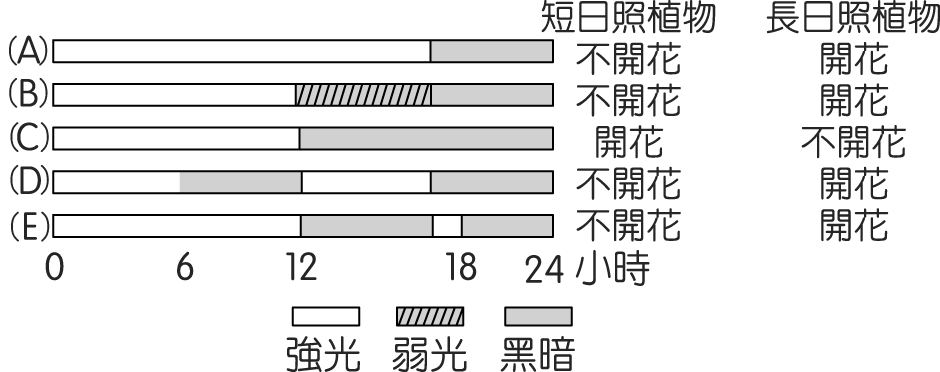 短日照植物 長日照植物
(A) 不開花 開花
(B) 不開花 開花
(C) 開花 不開花
(D) 不開花 開花
(E) 不開花 開花
0 6 12 18 24 小時
強光 弱光 黑暗